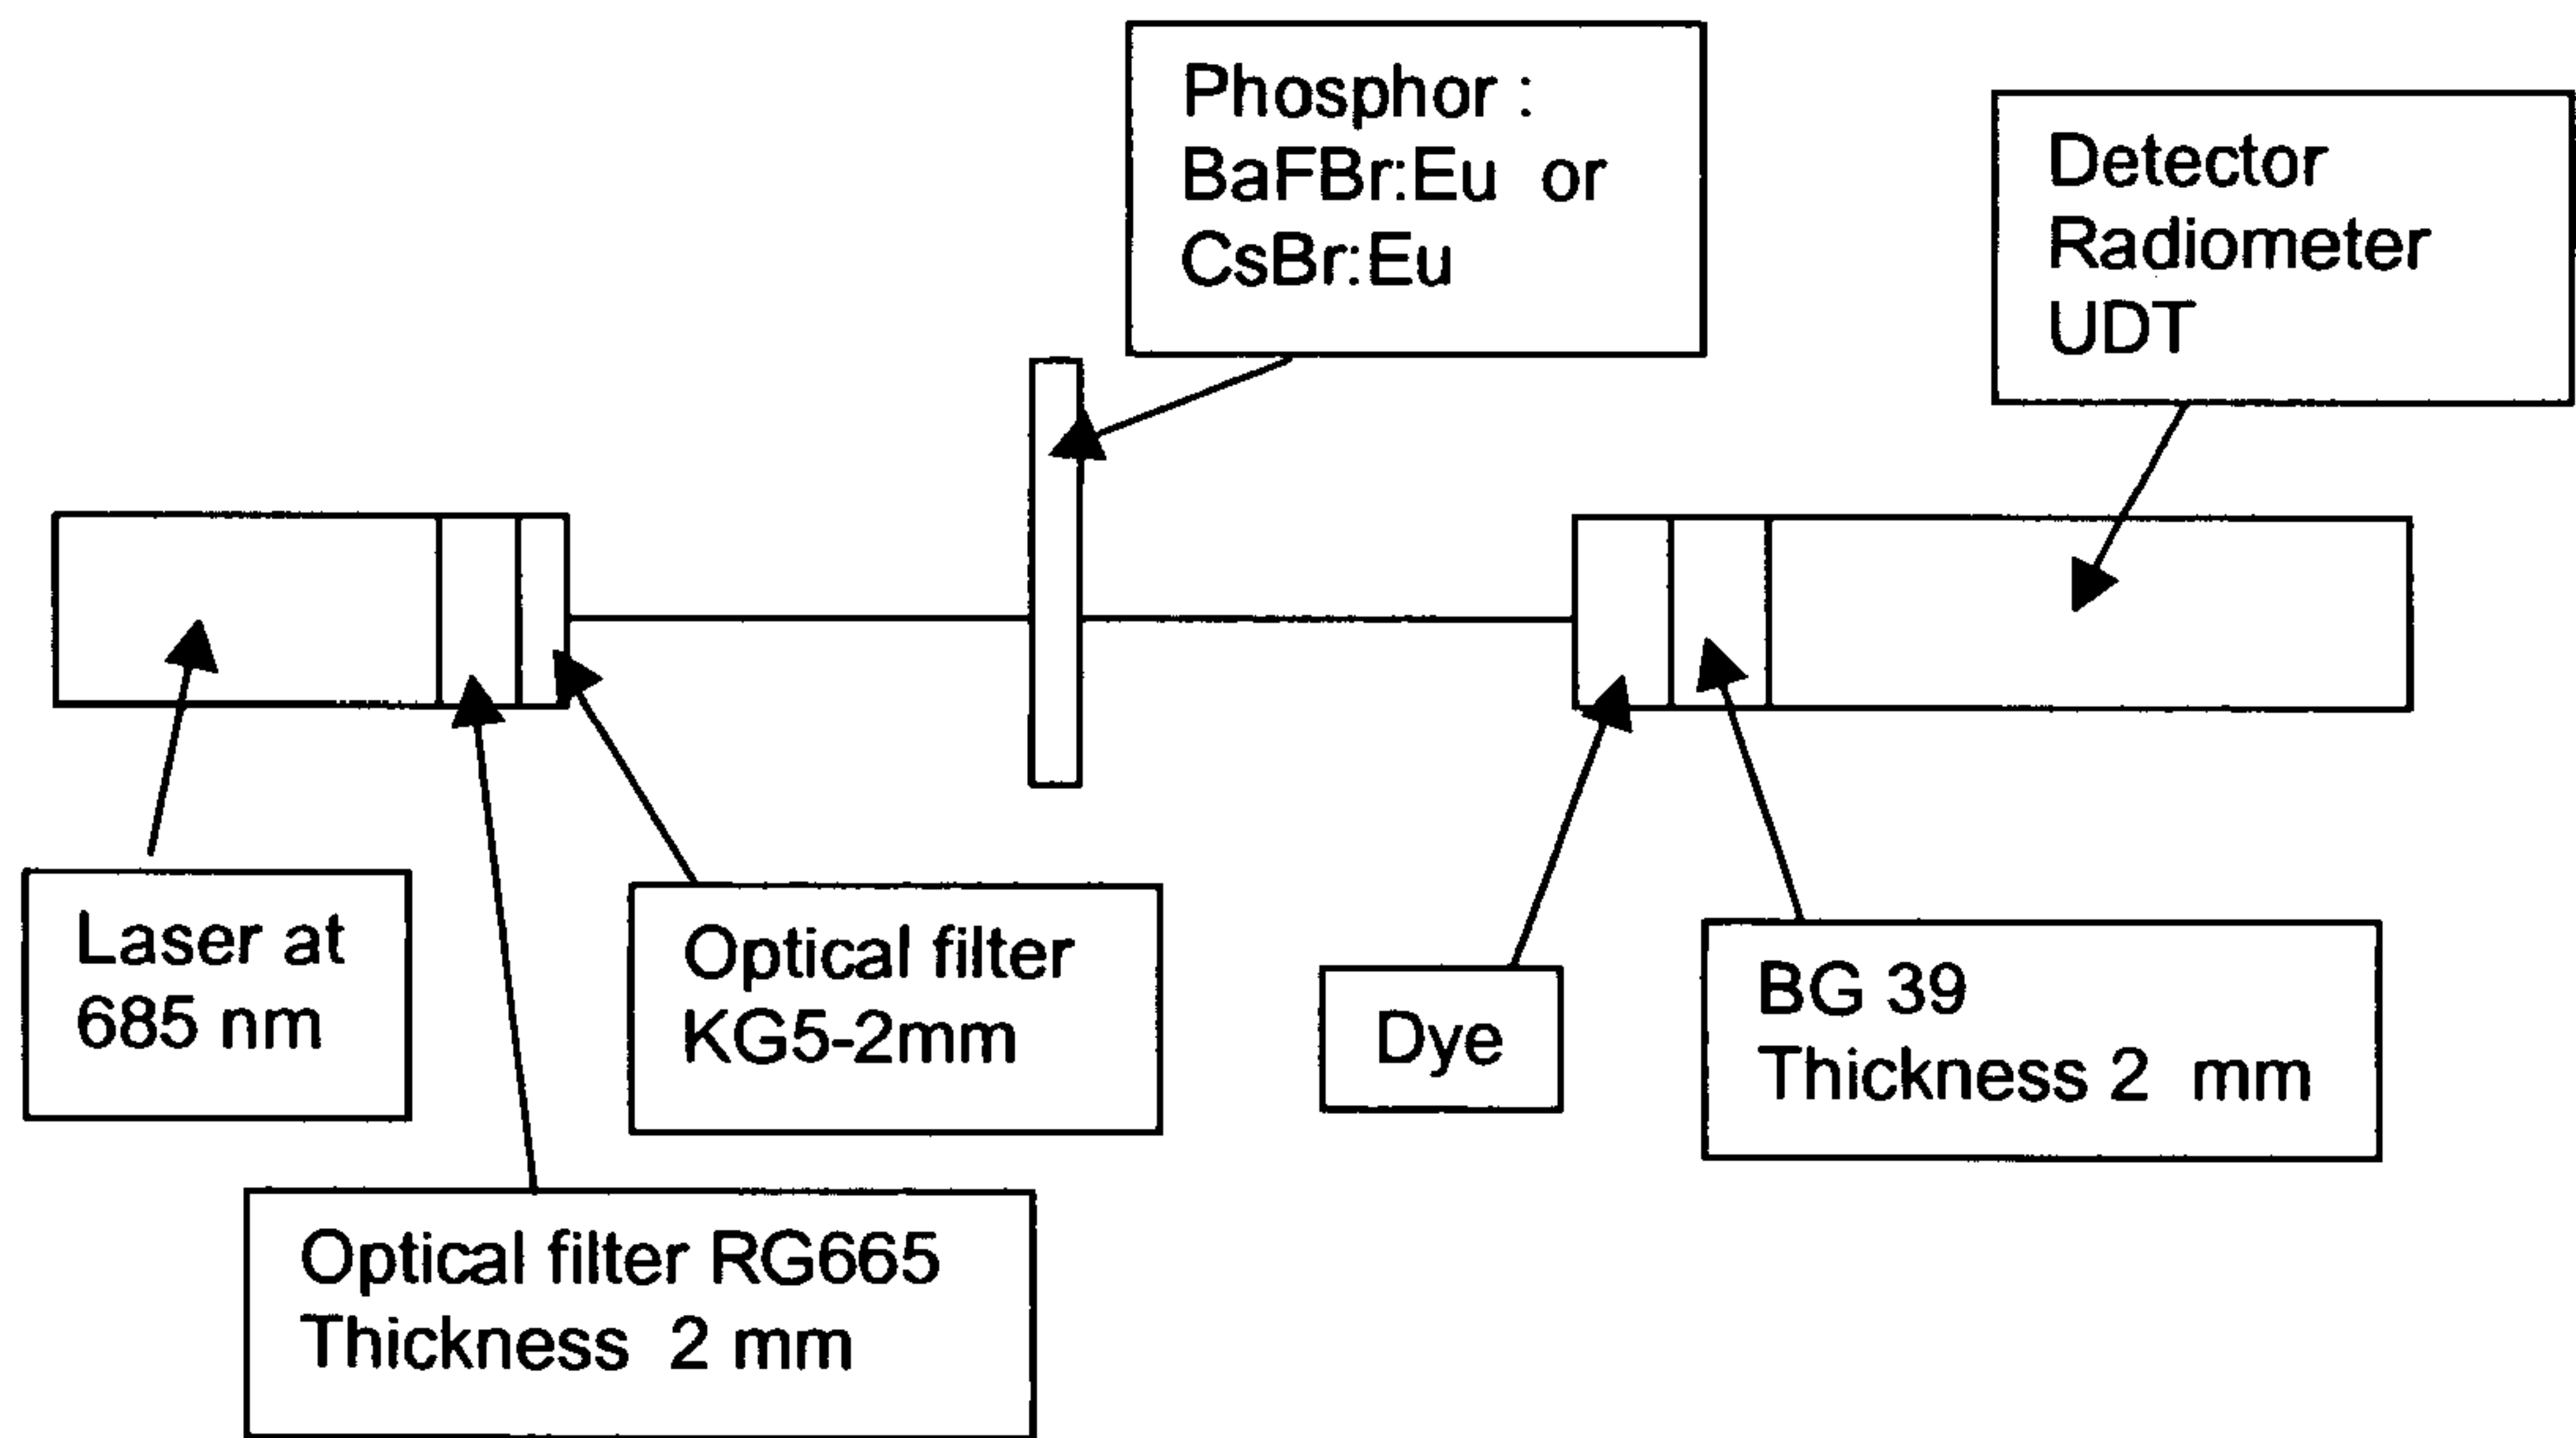 Phosphor :
BaFBr:Eu or
CsBr:Eu
Detector
Radiometer
UDT
Laser at
685 nm
Optical filter
KG5-2mm
Dye
BG 39
Thickness 2 mm
Optical filter RG665
Thickness 2 mm